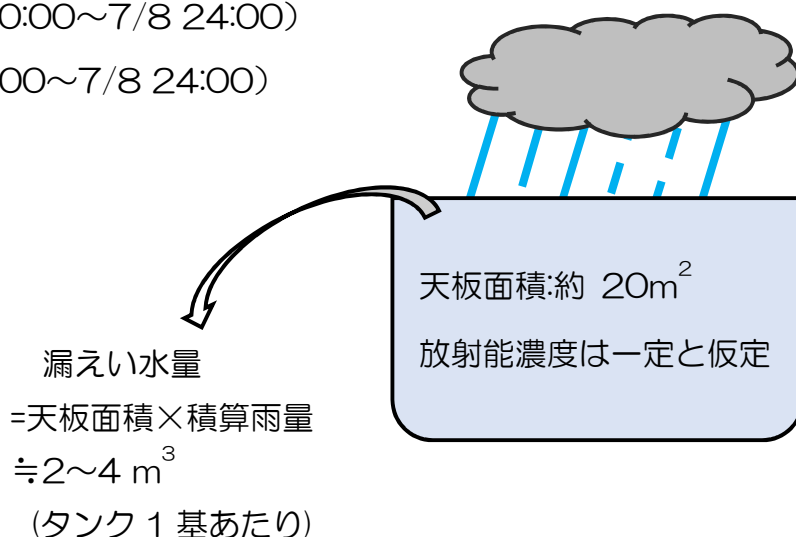 0:00～7/8 24:00）
00～7/8 24:00）
天板面積:約 20m²
放射能濃度は一定と仮定
漏えい水量
=天板面積×積算雨量
≒2～4 m³
(タンク 1 基あたり)